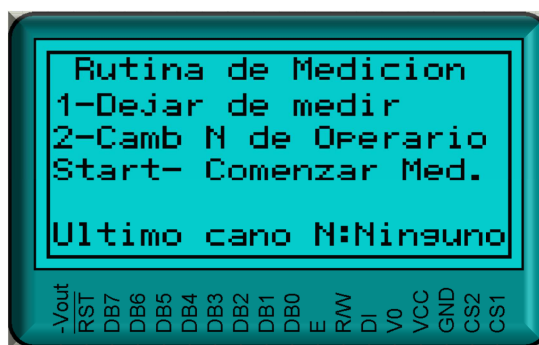 Rutina de Medicion
1-Dejar de medir
2-Camb N de Operario
Start- Comenzar Med.
Ultimo cano N:Ninguno
-Vout
RST
DB7
DB6
DB5
DB4
DB3
DB2
DB1
DB0
E
R/W
DI
V0
VCC
GND
CS2
CS1